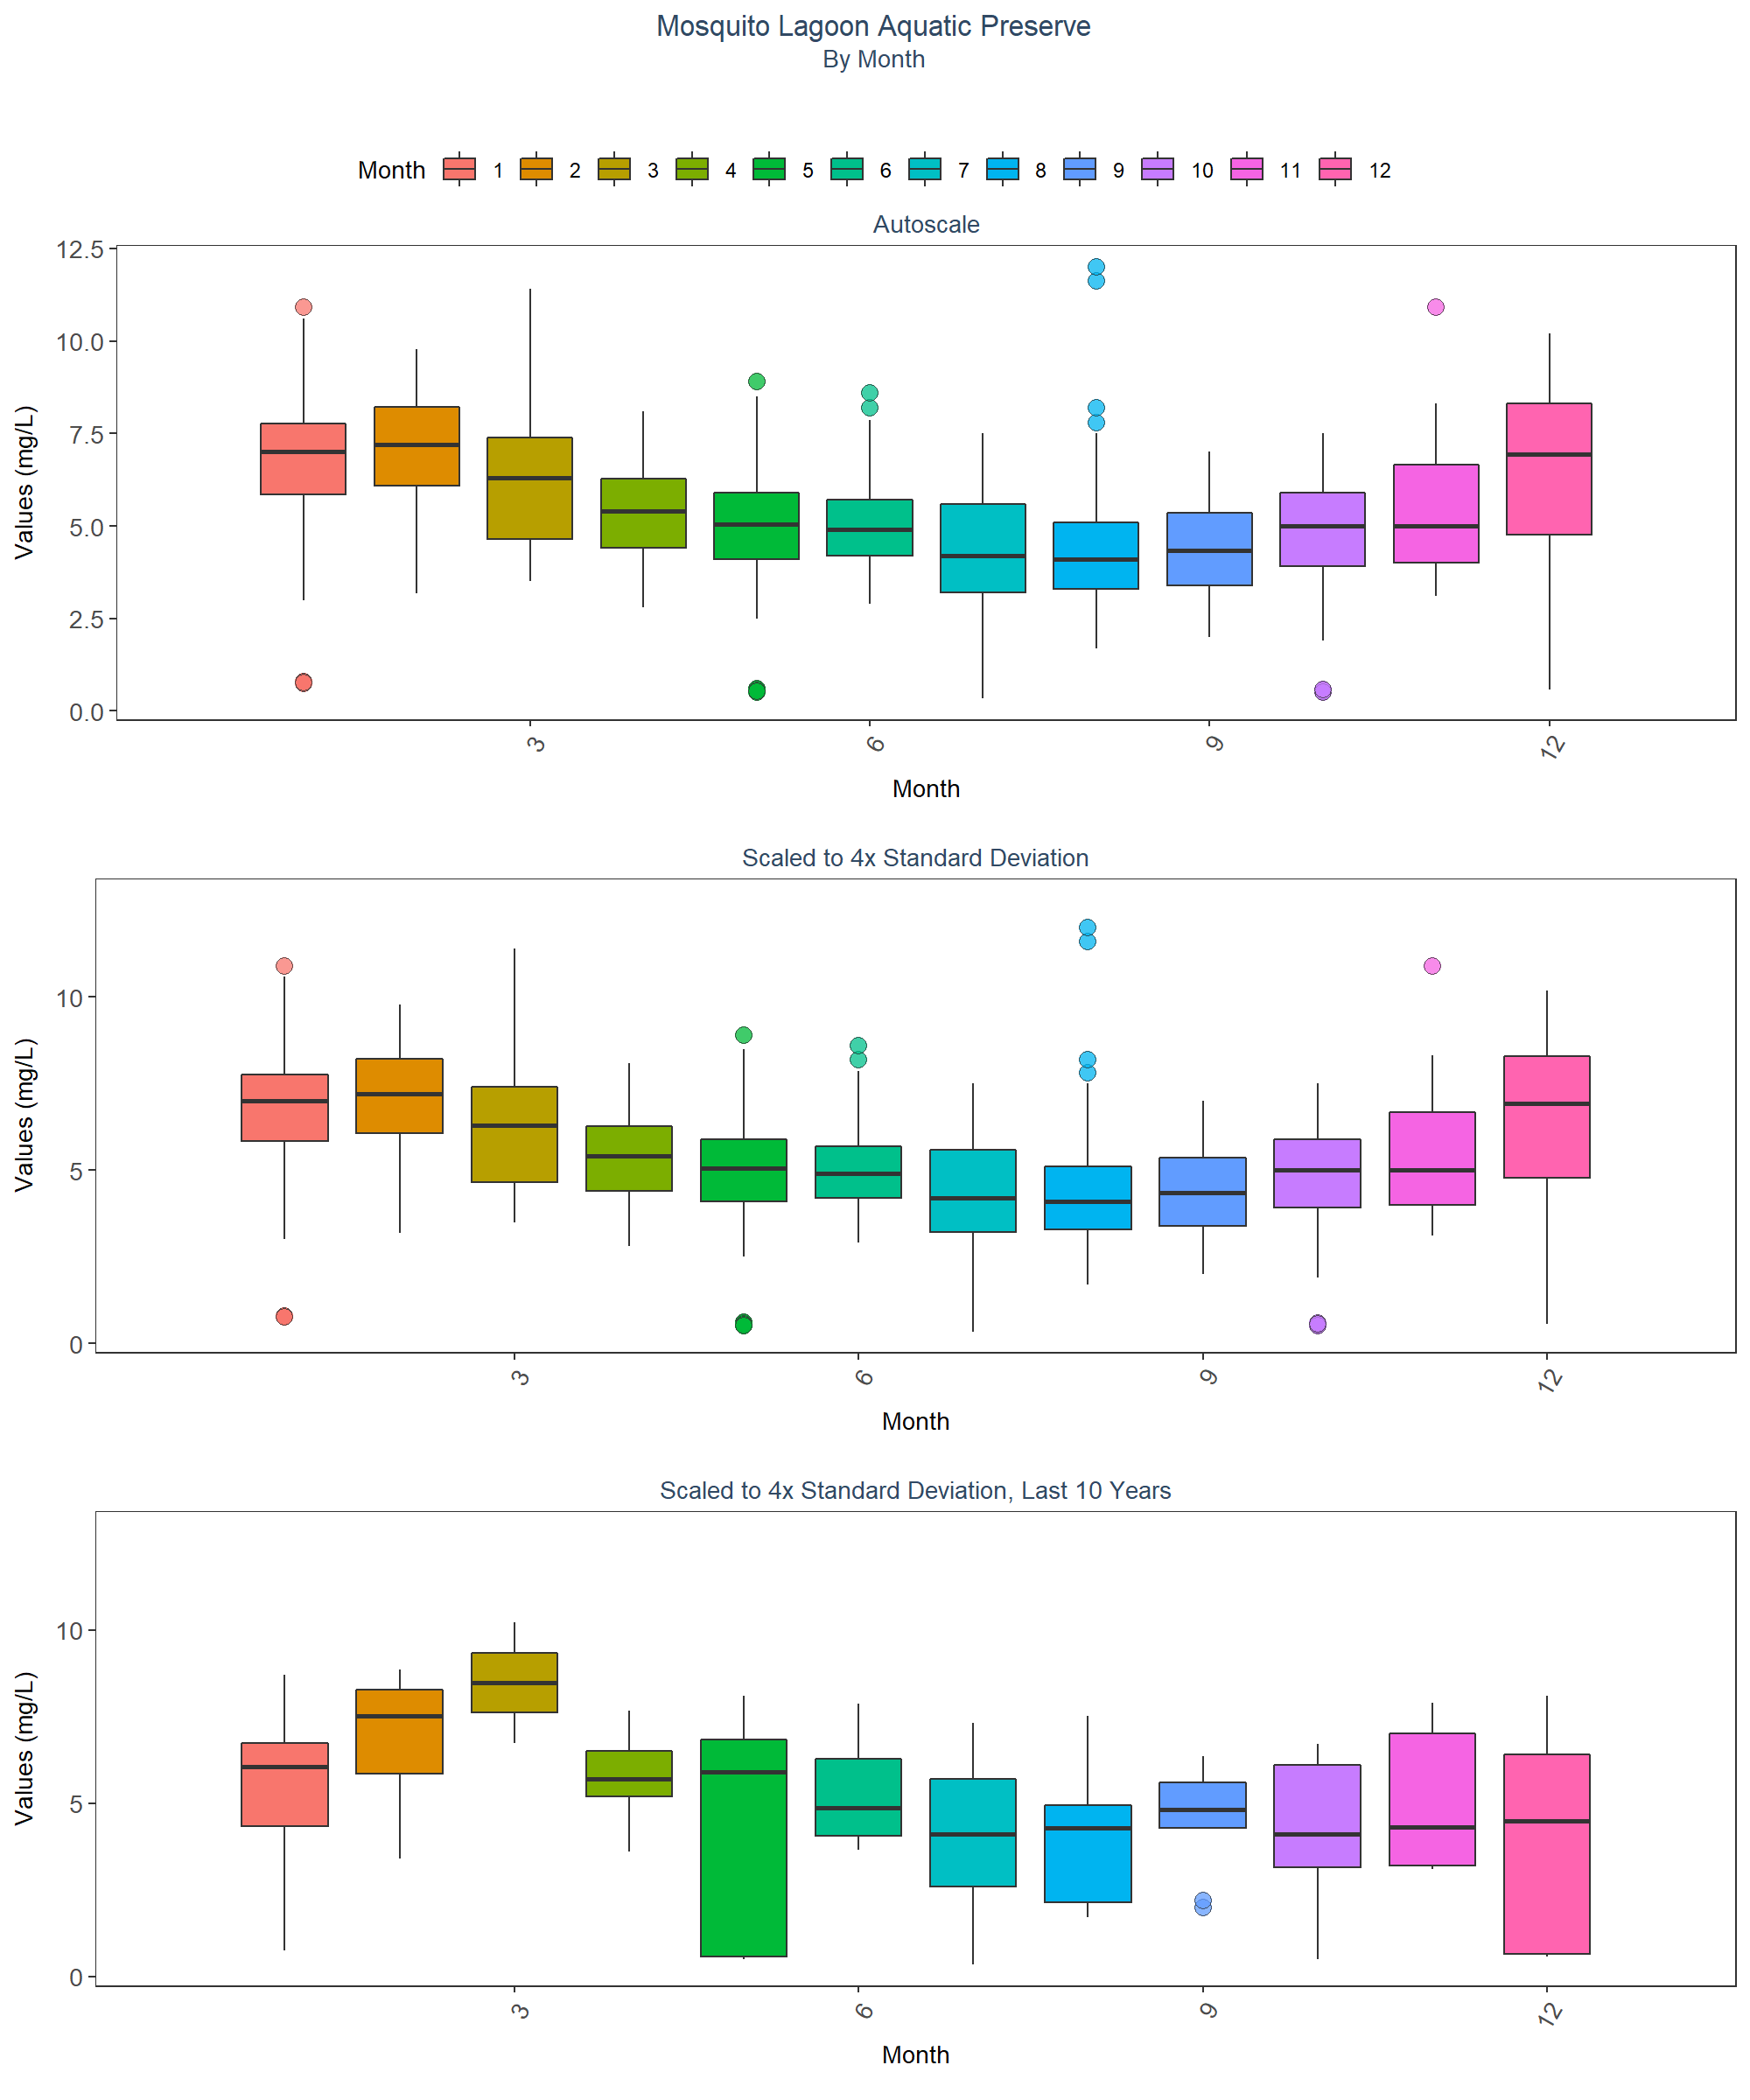 Mosquito Lagoon Aquatic Preserve
By Month
Month 1 2 3 4 5 6 7 8 9 10 11 12
Autoscale
12.5
10.0
7.5
5.0
2.5
0.0
Values (mg/L)
3 6 9 12
Month
Scaled to 4x Standard Deviation
10
5
0
Values (mg/L)
3 6 9 12
Month
Scaled to 4x Standard Deviation, Last 10 Years
10
5
0
Values (mg/L)
3 6 9 12
Month